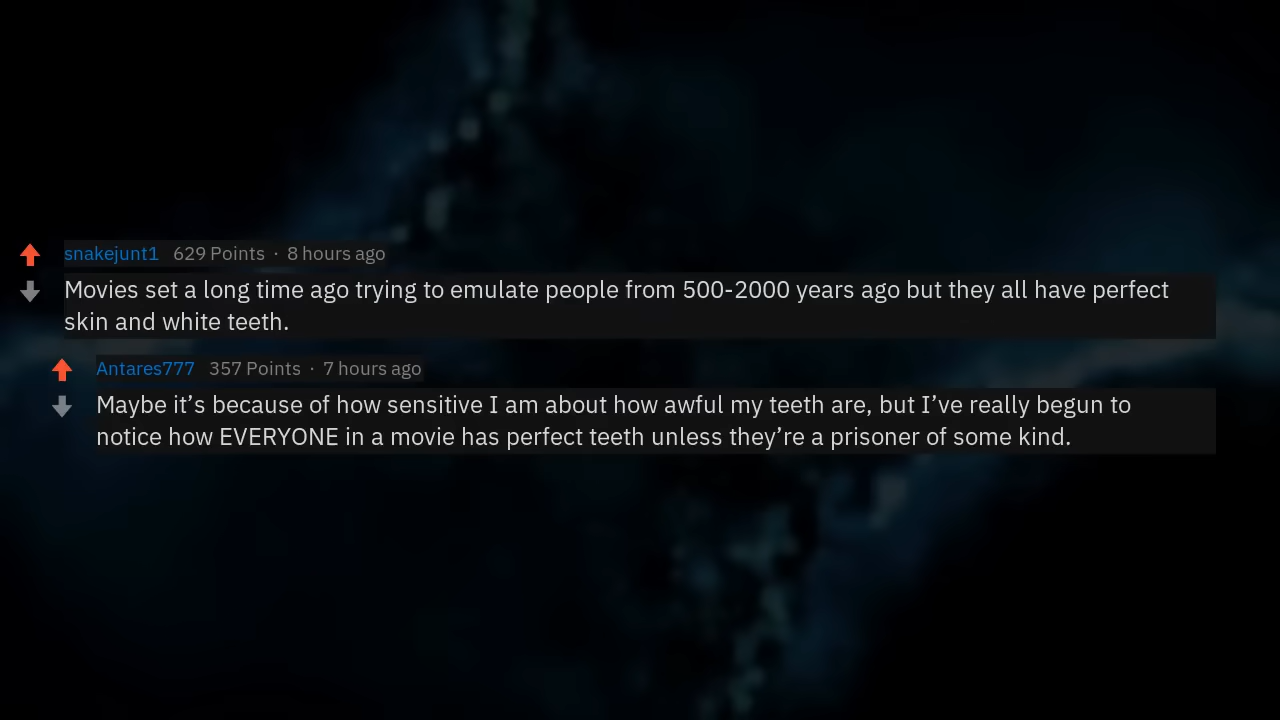 snakejunt1 629 Points · 8 hours ago
Movies set a long time ago trying to emulate people from 500-2000 years ago but they all have perfect
skin and white teeth.
Antares777 357 Points · 7 hours ago
Maybe it’s because of how sensitive I am about how awful my teeth are, but I’ve really begun to
notice how EVERYONE in a movie has perfect teeth unless they’re a prisoner of some kind.